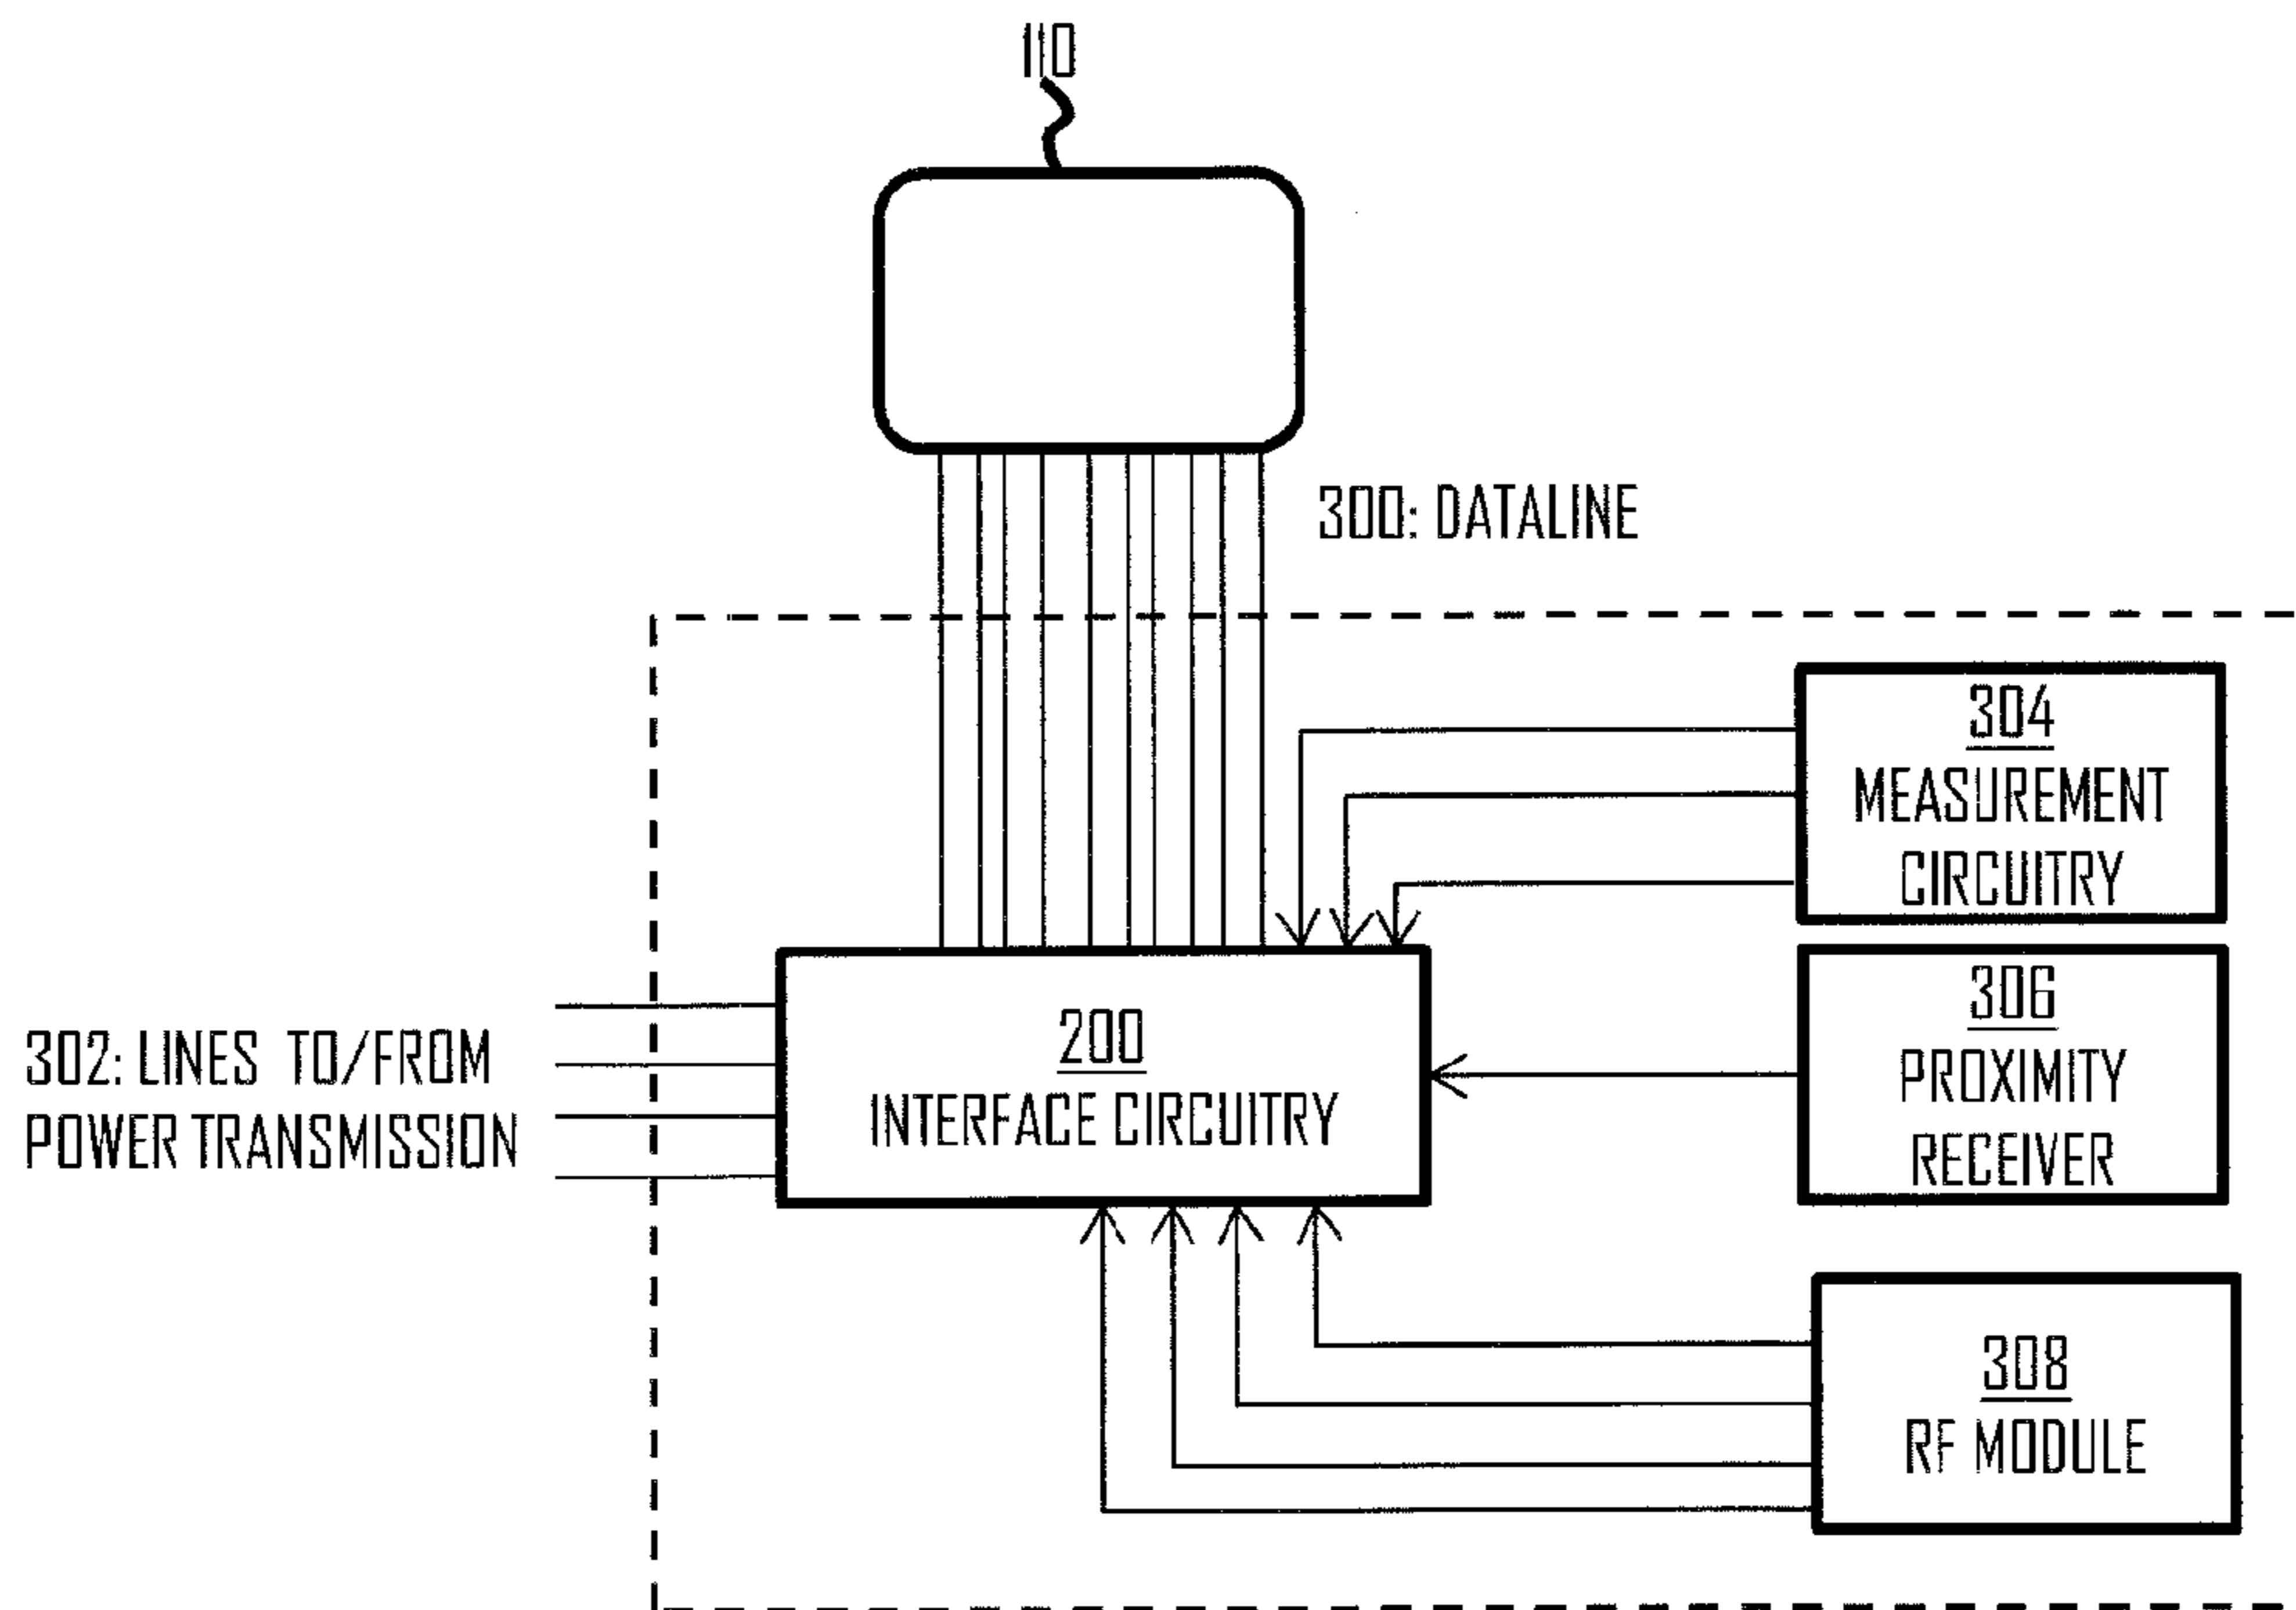 110
300: DATALINE
304
MEASUREMENT
CIRCUITRY
306
PROXIMITY
RECEIVER
200
INTERFACE CIRCUITRY
302: LINES TO/FROM
POWER TRANSMISSION
308
RF MODULE